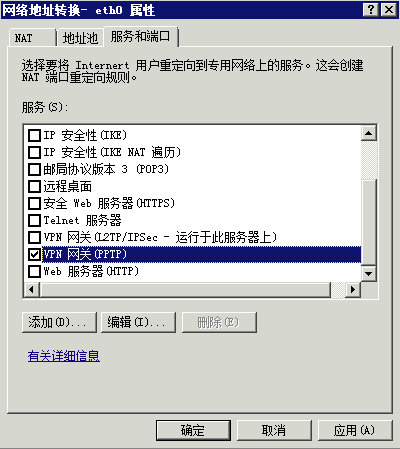 网络地址转换- eth0 属性
NAT 地址池 服务和端口
选择要将 Internert 用户重定向到专用网络上的服务。这会创建
NAT 端口重定向规则。
服务(S):
IP 安全性(IKE)
IP 安全性(IKE NAT 遍历)
邮局协议版本 3 (POP3)
远程桌面
安全 Web 服务器(HTTPS)
Telnet 服务器
VPN 网关(L2TP/IPSec - 运行于此服务器上)
VPN 网关(PPTP)
Web 服务器(HTTP)
添加(D)... 编辑(I)... 删除(E)
有关详细信息
确定 取消 应用(A)